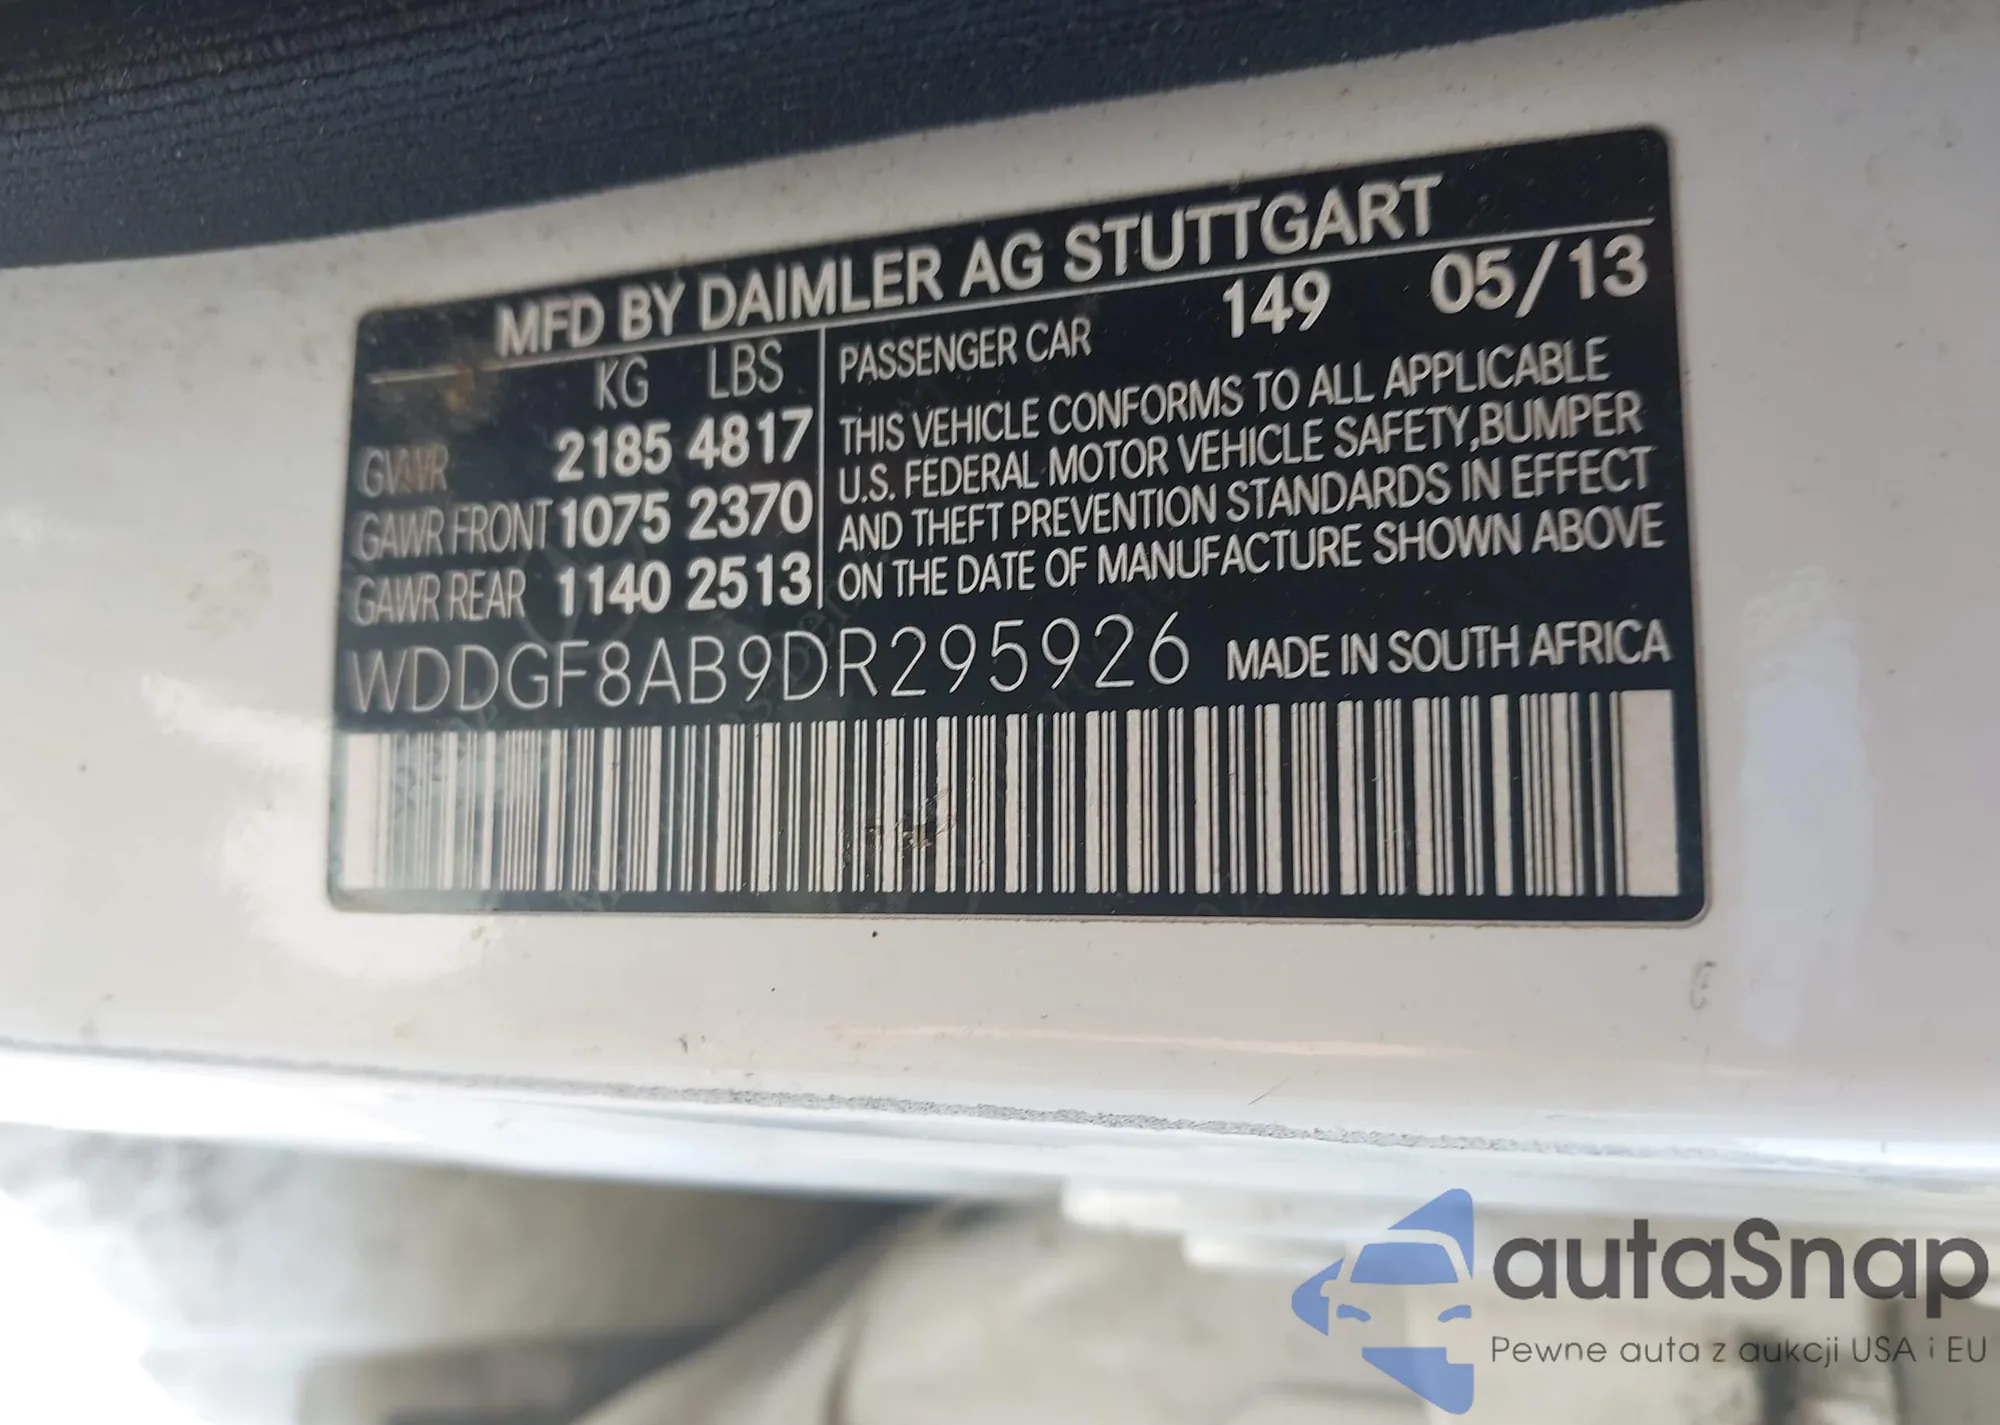 MFD BY DAIMLER AG STUTTGART
KG LBS
GVWR 2185 4817
GAWR FRONT 1075 2370
GAWR REAR 1140 2513
PASSENGER CAR 149 05/13
THIS VEHICLE CONFORMS TO ALL APPLICABLE
U.S. FEDERAL MOTOR VEHICLE SAFETY,BUMPER
AND THEFT PREVENTION STANDARDS IN EFFECT
ON THE DATE OF MANUFACTURE SHOWN ABOVE
WDDGF8AB9DR295926 MADE IN SOUTH AFRICA
autaSnap
Pewne auta z aukcji USA i EU